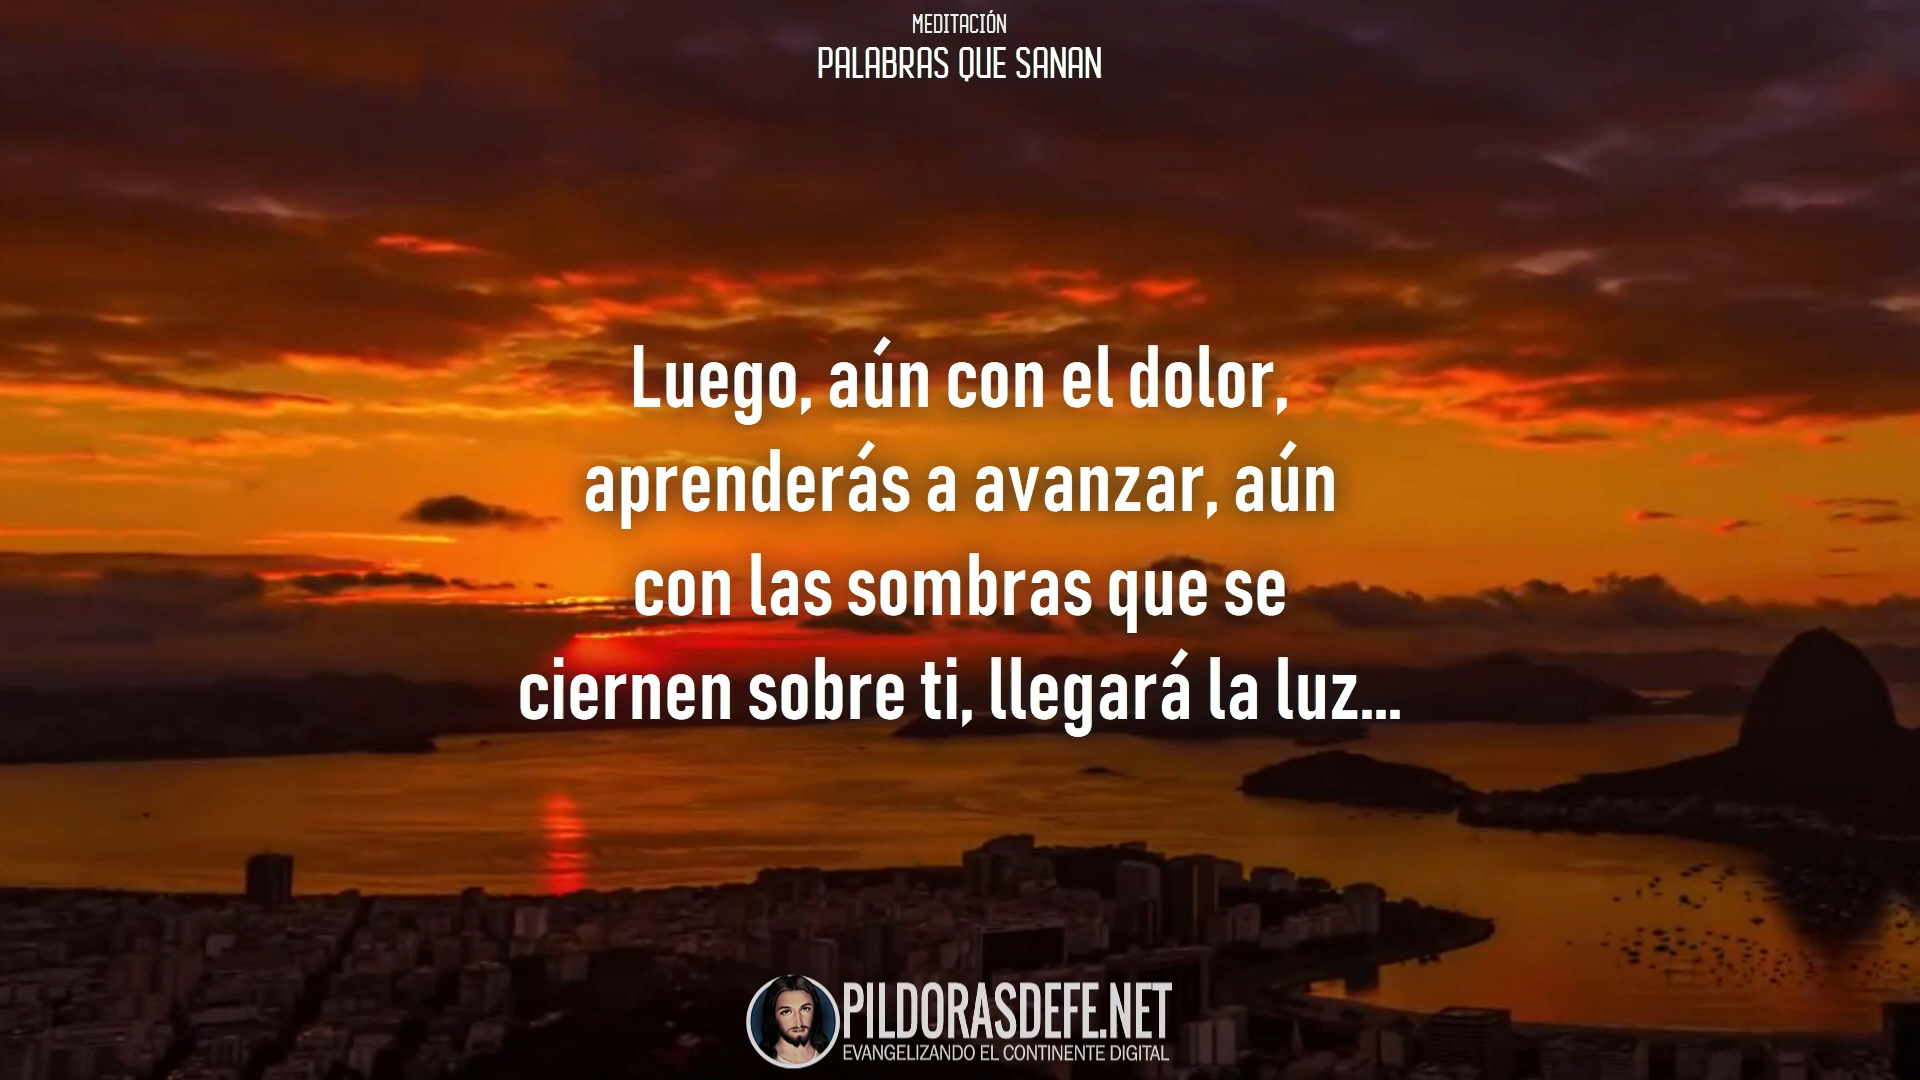 MEDITACIÓN
PALABRAS QUE SANAN
Luego, aún con el dolor,
aprenderás a avanzar, aún
con las sombras que se
ciernen sobre ti, llegará la luz...
PILDORASDEFE.NET
EVANGELIZANDO EL CONTINENTE DIGITAL